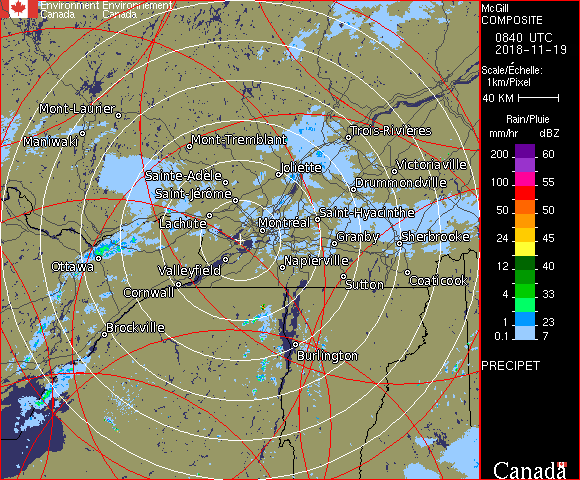 Environment Environnement
Canada Canada
McGill
COMPOSITE
0840 UTC
2018-11-19
Scale/Échelle:
1km/Pixel
40 KM
Rain/Pluie
mm/hr dBZ
200 60
100 55
50 50
24 45
12 40
4 33
1 23
0.1 7
PRECIPET
Canada
Mont-Laurier
Maniwaki
Mont-Tremblant
Trois-Rivières
Joliette
Victoriaville
Sainte-Adèle
Drummondville
Saint-Jérôme
Saint-Hyacinthe
Lachute
Montréal
Granby
Sherbrooke
Ottawa
Valleyfield
Napierville
Cornwall
Sutton
Coaticook
Brockville
Burlington